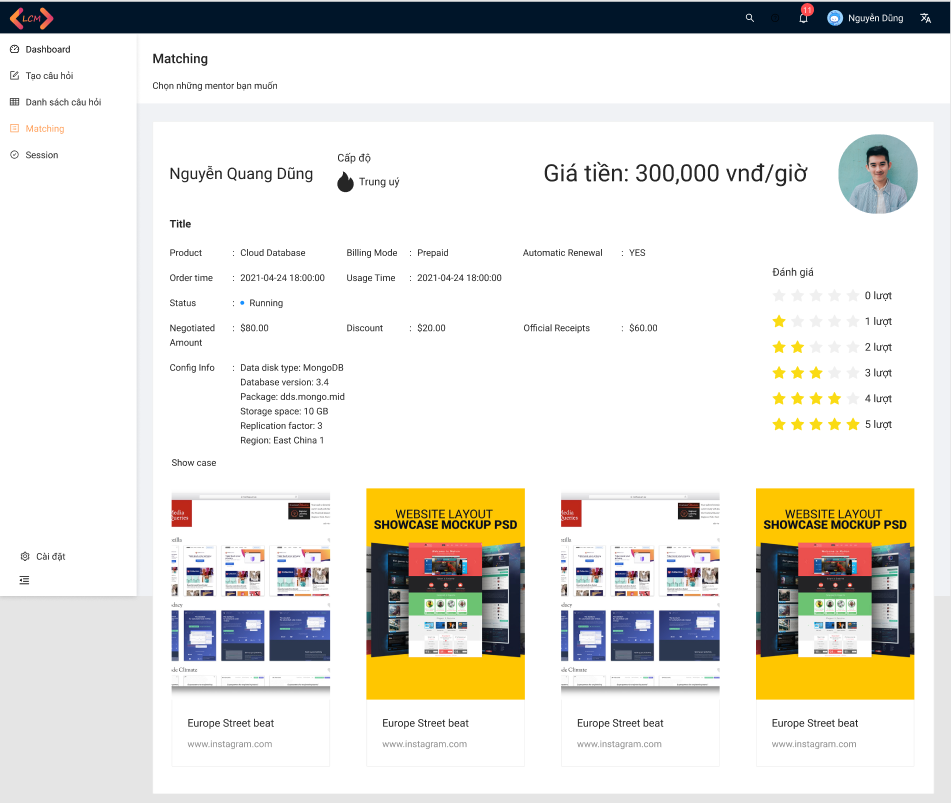 LCM
11
Nguyễn Dũng
Dashboard
Tạo câu hỏi
Danh sách câu hỏi
Matching
Session
Cài đặt
Matching
Chọn những mentor bạn muốn
Nguyễn Quang Dũng
Cấp độ
Trung uý
Giá tiền: 300,000 vnđ/giờ
Title
Product : Cloud Database Billing Mode : Prepaid Automatic Renewal : YES
Order time : 2021-04-24 18:00:00 Usage Time : 2021-04-24 18:00:00
Status : Running
Negotiated Amount : $80.00 Discount : $20.00 Official Receipts : $60.00
Config Info : Data disk type: MongoDB
Database version: 3.4
Package: dds.mongo.mid
Storage space: 10 GB
Replication factor: 3
Region: East China 1
Đánh giá
0 lượt
1 lượt
2 lượt
3 lượt
4 lượt
5 lượt
Show case
Media
Queries
WEBSITE LAYOUT
SHOWCASE MOCKUP PSD
Media
Queries
WEBSITE LAYOUT
SHOWCASE MOCKUP PSD
Europe Street beat
www.instagram.com
Europe Street beat
www.instagram.com
Europe Street beat
www.instagram.com
Europe Street beat
www.instagram.com